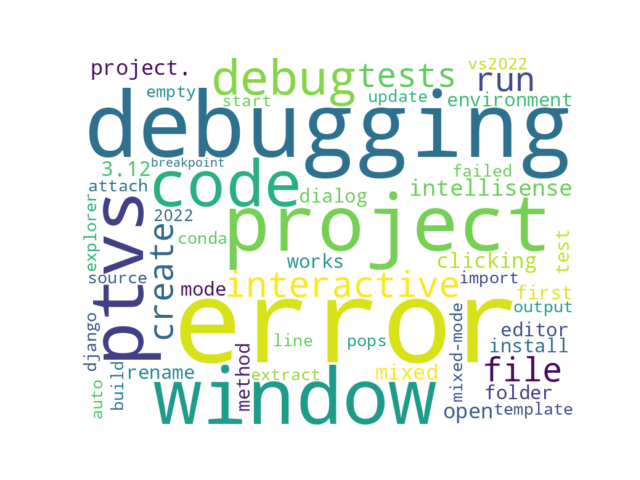 project.
debug
tests
vs2022
run
empty
start
update
environment
debugging
3.12
breakpoint
attach
code
dialog
failed
intellisense
explorer
ptvs
2022
create
conda
project
works
clicking
test
source
mode
interactive
import
first
error
output
django
line
pops
mixed-mode
editor
install
auto
build
rename
method
extract
mixed
file
folder
window
open
template